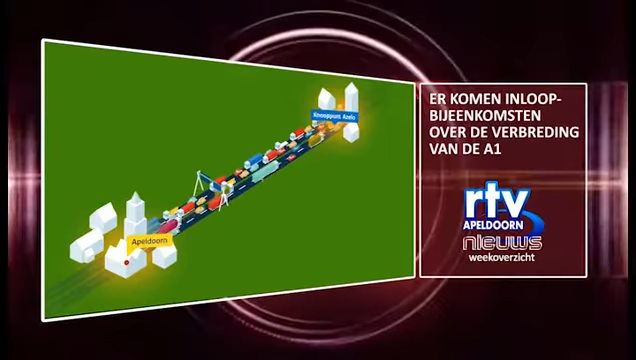 ER KOMEN INLOOP-
BIJEENKOMSTEN
OVER DE VERBREDING
VAN DE A1
Knooppunt Azelo
Apeldoorn
rtv
APELDOORN
nieuws
weekoverzicht